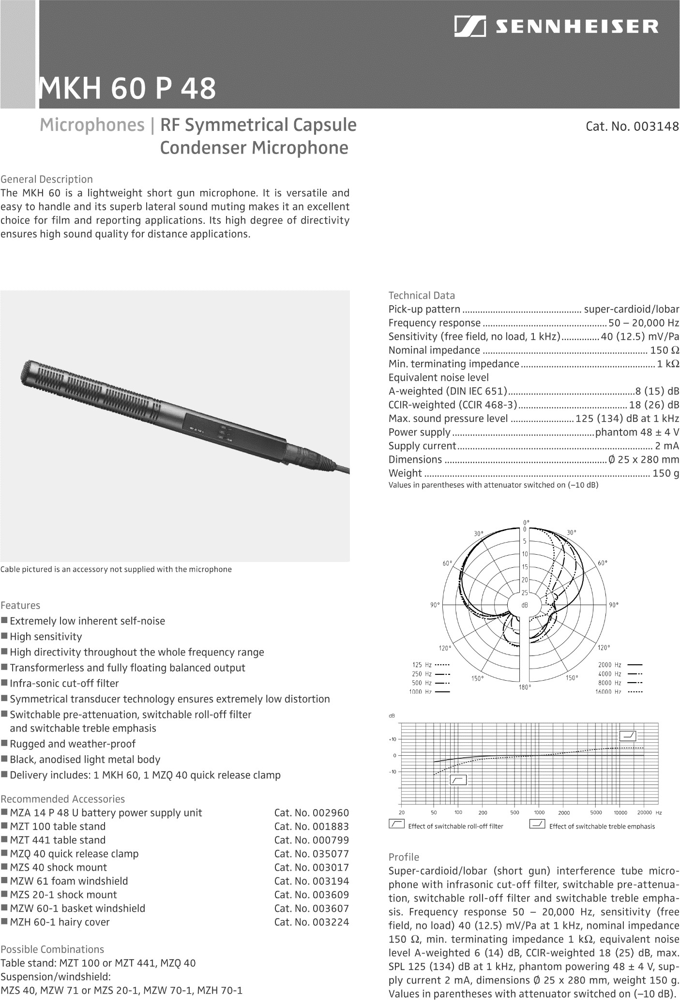 SENNHEISER
MKH 60 P 48
Microphones | RF Symmetrical Capsule
Condenser Microphone
Cat. No. 003148
General Description
The MKH 60 is a lightweight short gun microphone. It is versatile and
easy to handle and its superb lateral sound muting makes it an excellent
choice for film and reporting applications. Its high degree of directivity
ensures high sound quality for distance applications.
Cable pictured is an accessory not supplied with the microphone
Features
■ Extremely low inherent self-noise
■ High sensitivity
■ High directivity throughout the whole frequency range
■ Transformerless and fully floating balanced output
■ Infra-sonic cut-off filter
■ Symmetrical transducer technology ensures extremely low distortion
■ Switchable pre-attenuation, switchable roll-off filter
and switchable treble emphasis
■ Rugged and weather-proof
■ Black, anodised light metal body
■ Delivery includes: 1 MKH 60, 1 MZQ 40 quick release clamp
Recommended Accessories
■ MZA 14 P 48 U battery power supply unit Cat. No. 002960
■ MZT 100 table stand Cat. No. 001883
■ MZT 441 table stand Cat. No. 000799
■ MZQ 40 quick release clamp Cat. No. 035077
■ MZS 40 shock mount Cat. No. 003017
■ MZW 61 foam windshield Cat. No. 003194
■ MZS 20-1 shock mount Cat. No. 003609
■ MZW 60-1 basket windshield Cat. No. 003607
■ MZH 60-1 hairy cover Cat. No. 003224
Possible Combinations
Table stand: MZT 100 or MZT 441, MZQ 40
Suspension/windshield:
MZS 40, MZW 71 or MZS 20-1, MZW 70-1, MZH 70-1
Technical Data
Pick-up pattern ............................................... super-cardioid/lobar
Frequency response ................................................. 50 – 20,000 Hz
Sensitivity (free field, no load, 1 kHz)............... 40 (12.5) mV/Pa
Nominal impedance ................................................................. 150 Ω
Min. terminating impedance..................................................... 1 kΩ
Equivalent noise level
A-weighted (DIN IEC 651)..................................................8 (15) dB
CCIR-weighted (CCIR 468-3)........................................... 18 (26) dB
Max. sound pressure level ......................... 125 (134) dB at 1 kHz
Power supply ........................................................phantom 48 ± 4 V
Supply current............................................................................. 2 mA
Dimensions ................................................................ Ø 25 x 280 mm
Weight ......................................................................................... 150 g
Values in parentheses with attenuator switched on (–10 dB)
0°
0
30° 30°
5
10
60° 60°
15
20
25
90° dB 90°
120° 120°
150° 150°
180°
125 Hz 2000 Hz
250 Hz 4000 Hz
500 Hz 8000 Hz
1000 Hz 16000 Hz
dB
+10
0
–10
20 50 100 200 500 1000 2000 5000 10000 20000 Hz
Effect of switchable roll-off filter Effect of switchable treble emphasis
Profile
Super-cardioid/lobar (short gun) interference tube micro-
phone with infrasonic cut-off filter, switchable pre-attenua-
tion, switchable roll-off filter and switchable treble empha-
sis. Frequency response 50 – 20,000 Hz, sensitivity (free
field, no load) 40 (12.5) mV/Pa at 1 kHz, nominal impedance
150 Ω, min. terminating impedance 1 kΩ, equivalent noise
level A-weighted 6 (14) dB, CCIR-weighted 18 (25) dB, max.
SPL 125 (134) dB at 1 kHz, phantom powering 48 ± 4 V, sup-
ply current 2 mA, dimensions Ø 25 x 280 mm, weight 150 g.
Values in parentheses with attenuator switched on (–10 dB).